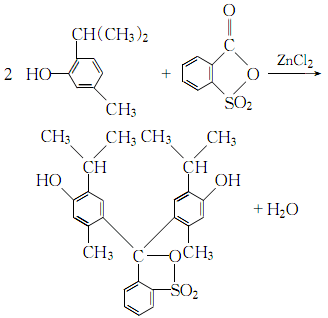 O
CH(CH3)2
C
2 HO + O ZnCl2
SO2
CH3
CH3 CH3 CH3 CH3
CH CH
HO OH
+H2O
CH3 C O CH3
SO2